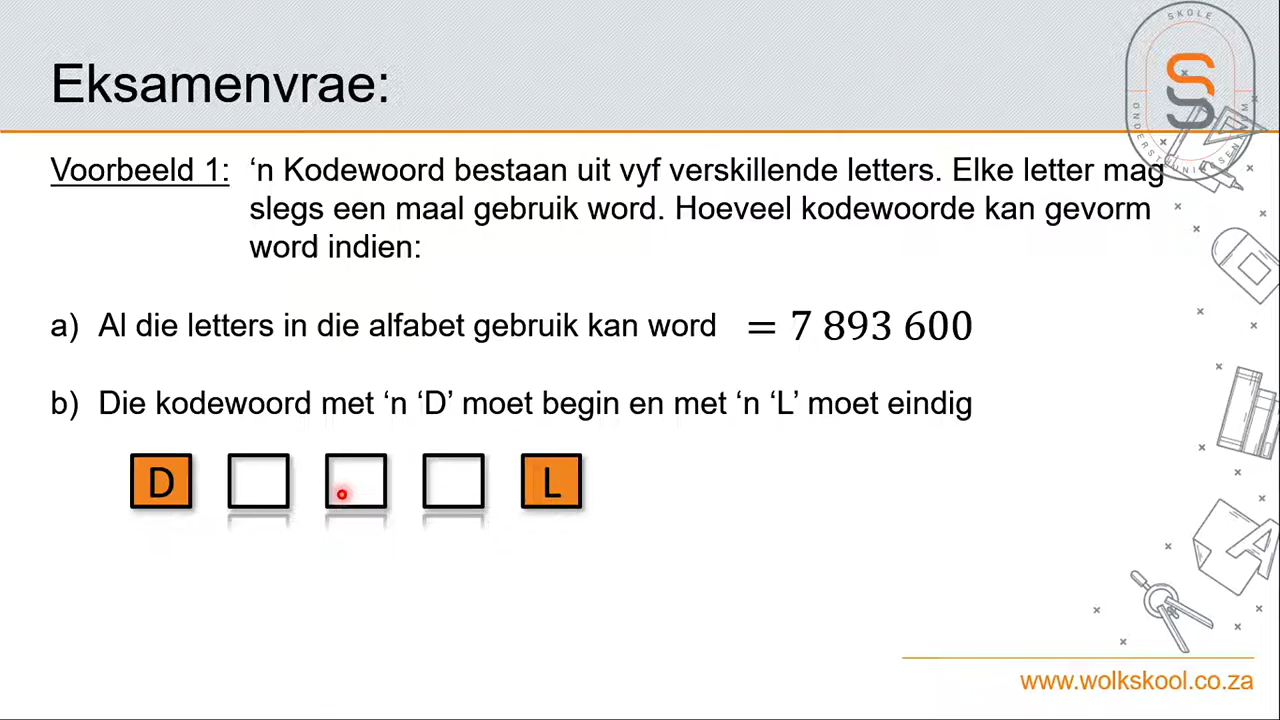 Eksamenvrae:
Voorbeeld 1: ‘n Kodewoord bestaan uit vyf verskillende letters. Elke letter mag
slegs een maal gebruik word. Hoeveel kodewoorde kan gevorm
word indien:
a) Al die letters in die alfabet gebruik kan word = 7 893 600
b) Die kodewoord met ‘n ‘D’ moet begin en met ‘n ‘L’ moet eindig
D L
SKOLE
www.wolkskool.co.za